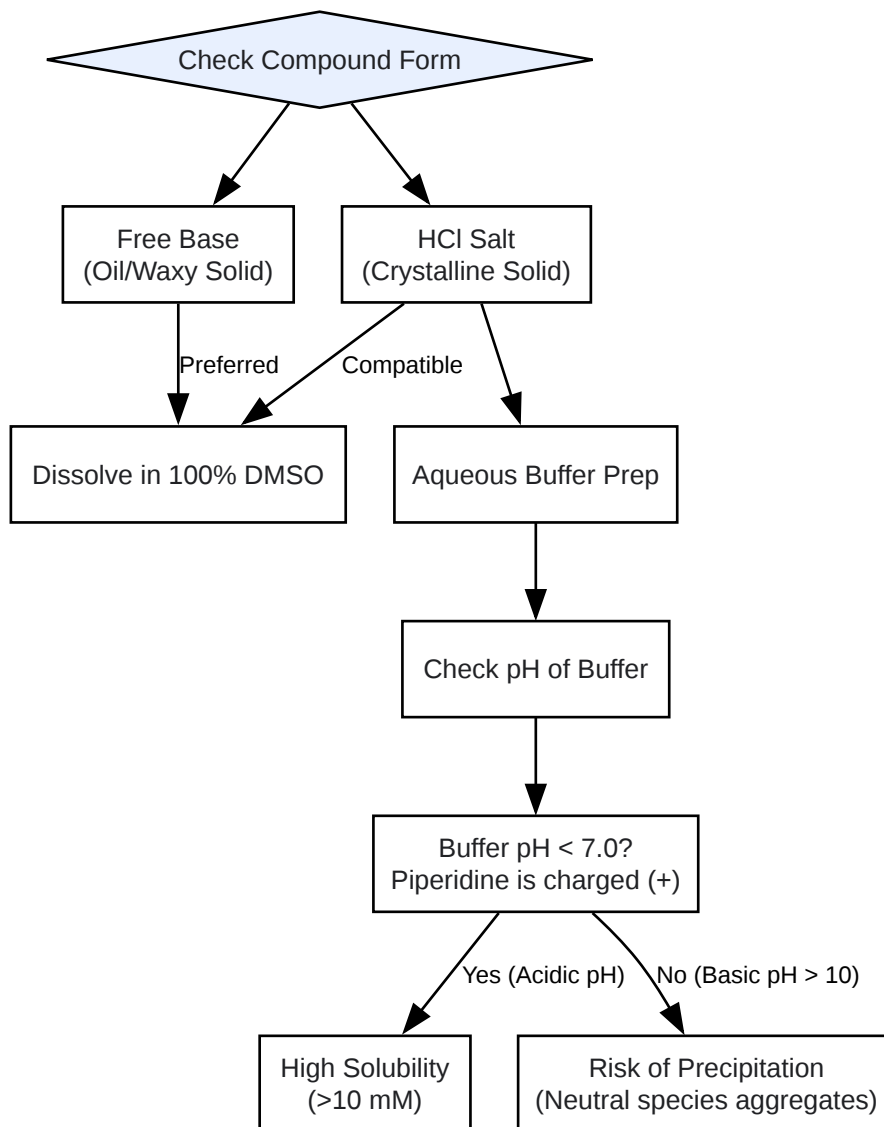 Check Compound Form
Free Base
(Oil/Waxy Solid)
HCl Salt
(Crystalline Solid)
Preferred
Compatible
Dissolve in 100% DMSO
Aqueous Buffer Prep
Check pH of Buffer
Buffer pH < 7.0?
Piperidine is charged (+)
Yes (Acidic pH)
No (Basic pH > 10)
High Solubility
(>10 mM)
Risk of Precipitation
(Neutral species aggregates)